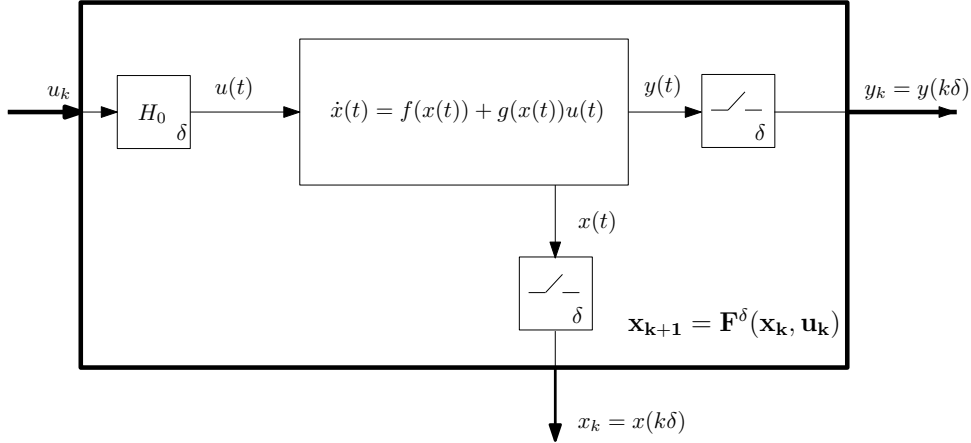 u_k
H_0
δ
u(t)
ẋ(t) = f(x(t)) + g(x(t))u(t)
y(t)
δ
y_k = y(kδ)
x(t)
δ
x_{k+1} = F^δ(x_k, u_k)
x_k = x(kδ)